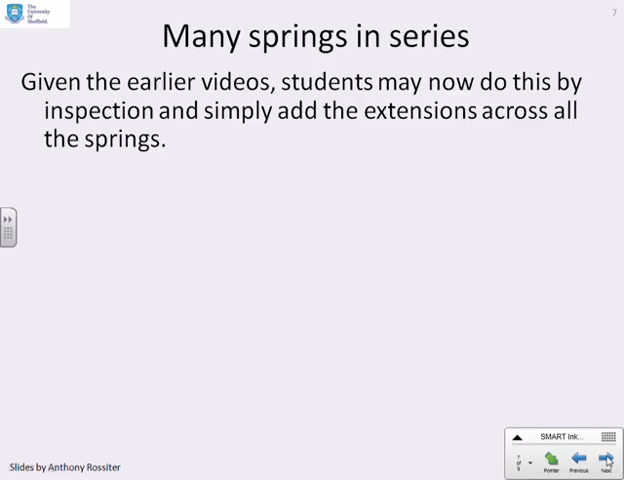 The
University
Of
Sheffield.
7
Many springs in series
Given the earlier videos, students may now do this by
inspection and simply add the extensions across all
the springs.
SMART Ink...
7
of
Pointer
Previous
Next
Slides by Anthony Rossiter